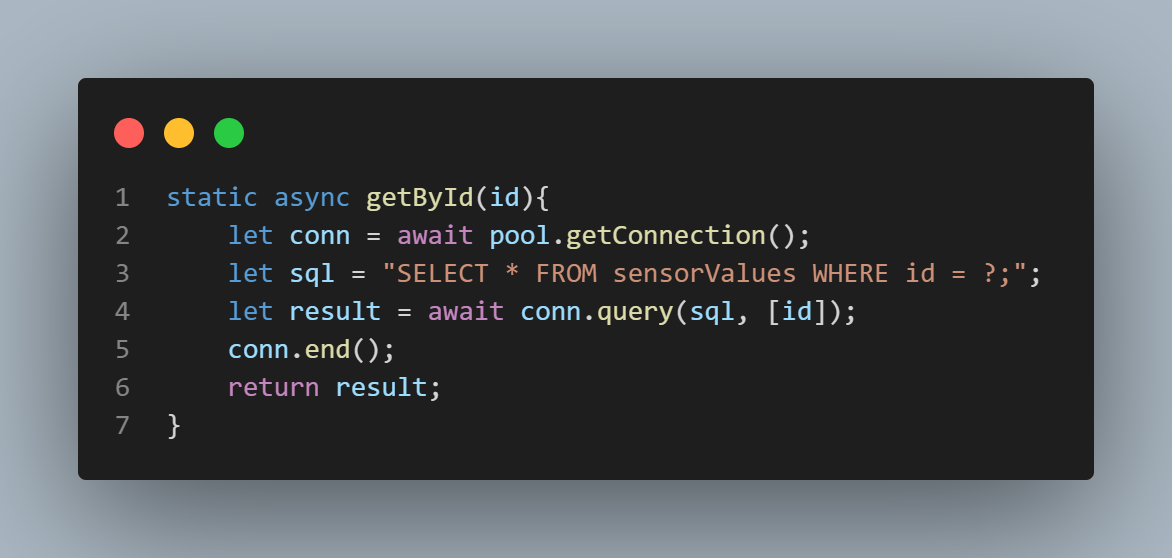 1 static async getById(id){
2     let conn = await pool.getConnection();
3     let sql = "SELECT * FROM sensorValues WHERE id = ?;";
4     let result = await conn.query(sql, [id]);
5     conn.end();
6     return result;
7 }